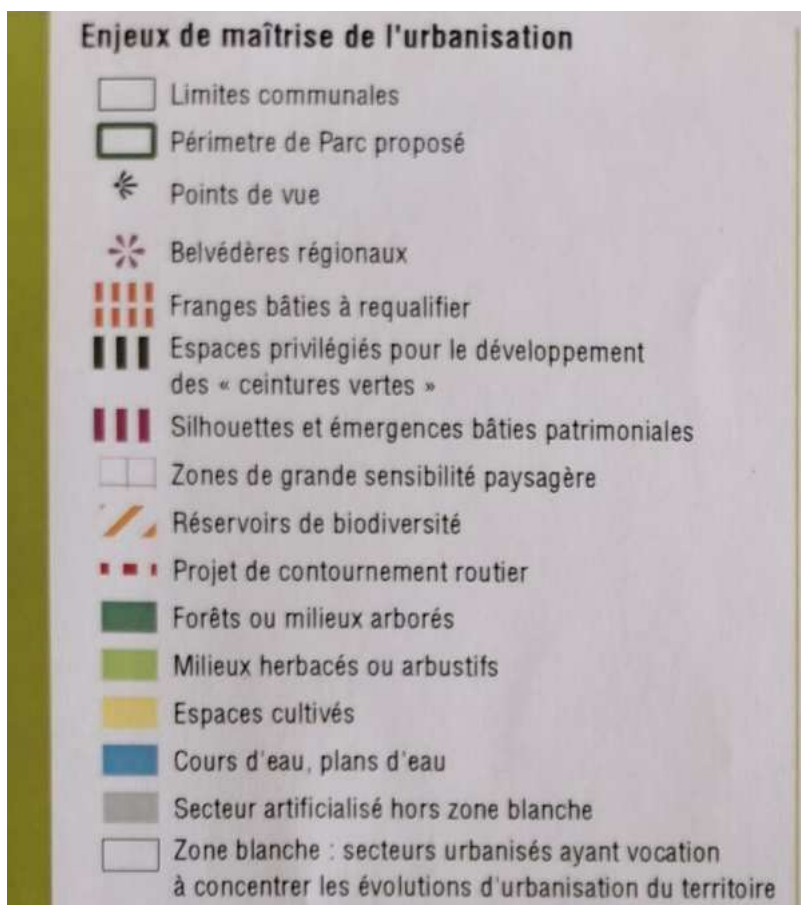 Enjeux de maîtrise de l'urbanisation
Limites communales
Périmetre de Parc proposé
Points de vue
Belvédères régionaux
Franges bâties à requalifier
Espaces privilégiés pour le développement
des « ceintures vertes »
Silhouettes et émergences bâties patrimoniales
Zones de grande sensibilité paysagère
Réservoirs de biodiversité
Projet de contournement routier
Forêts ou milieux arborés
Milieux herbacés ou arbustifs
Espaces cultivés
Cours d'eau, plans d'eau
Secteur artificialisé hors zone blanche
Zone blanche : secteurs urbanisés ayant vocation
à concentrer les évolutions d'urbanisation du territoire